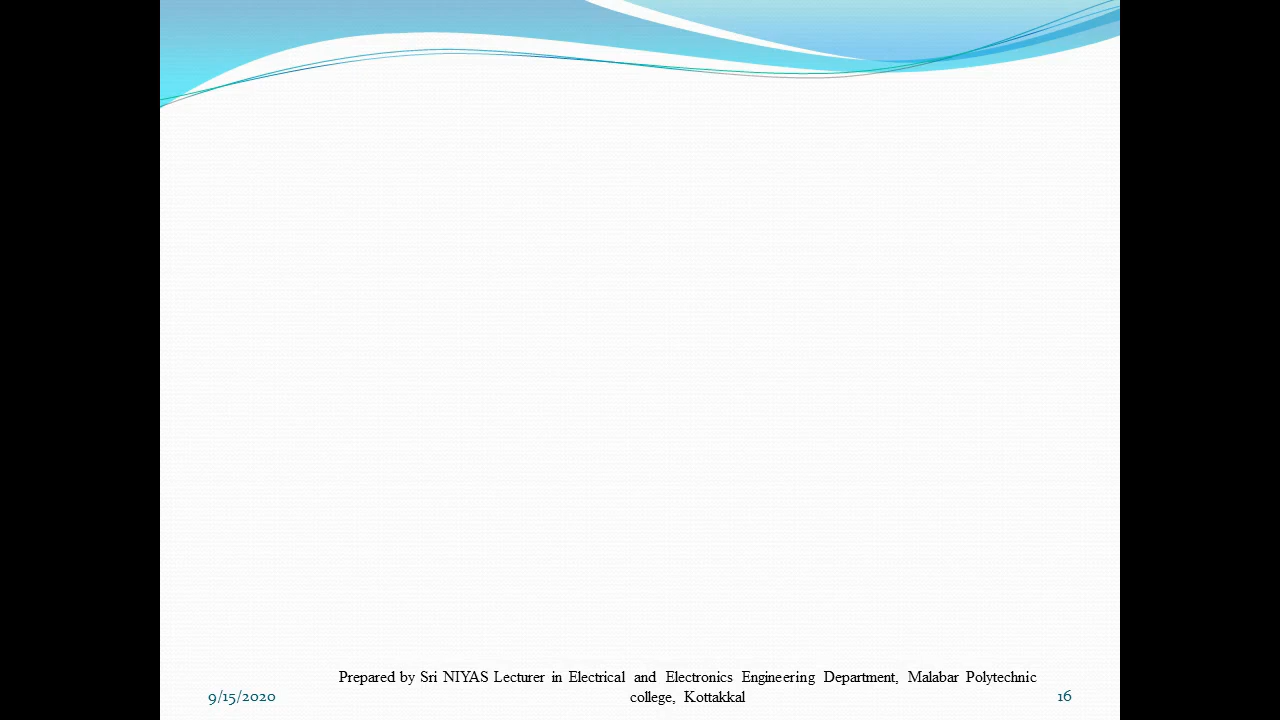 Prepared by Sri NIYAS Lecturer in Electrical and Electronics Engineering Department, Malabar Polytechnic
college, Kottakkal
9/15/2020
16